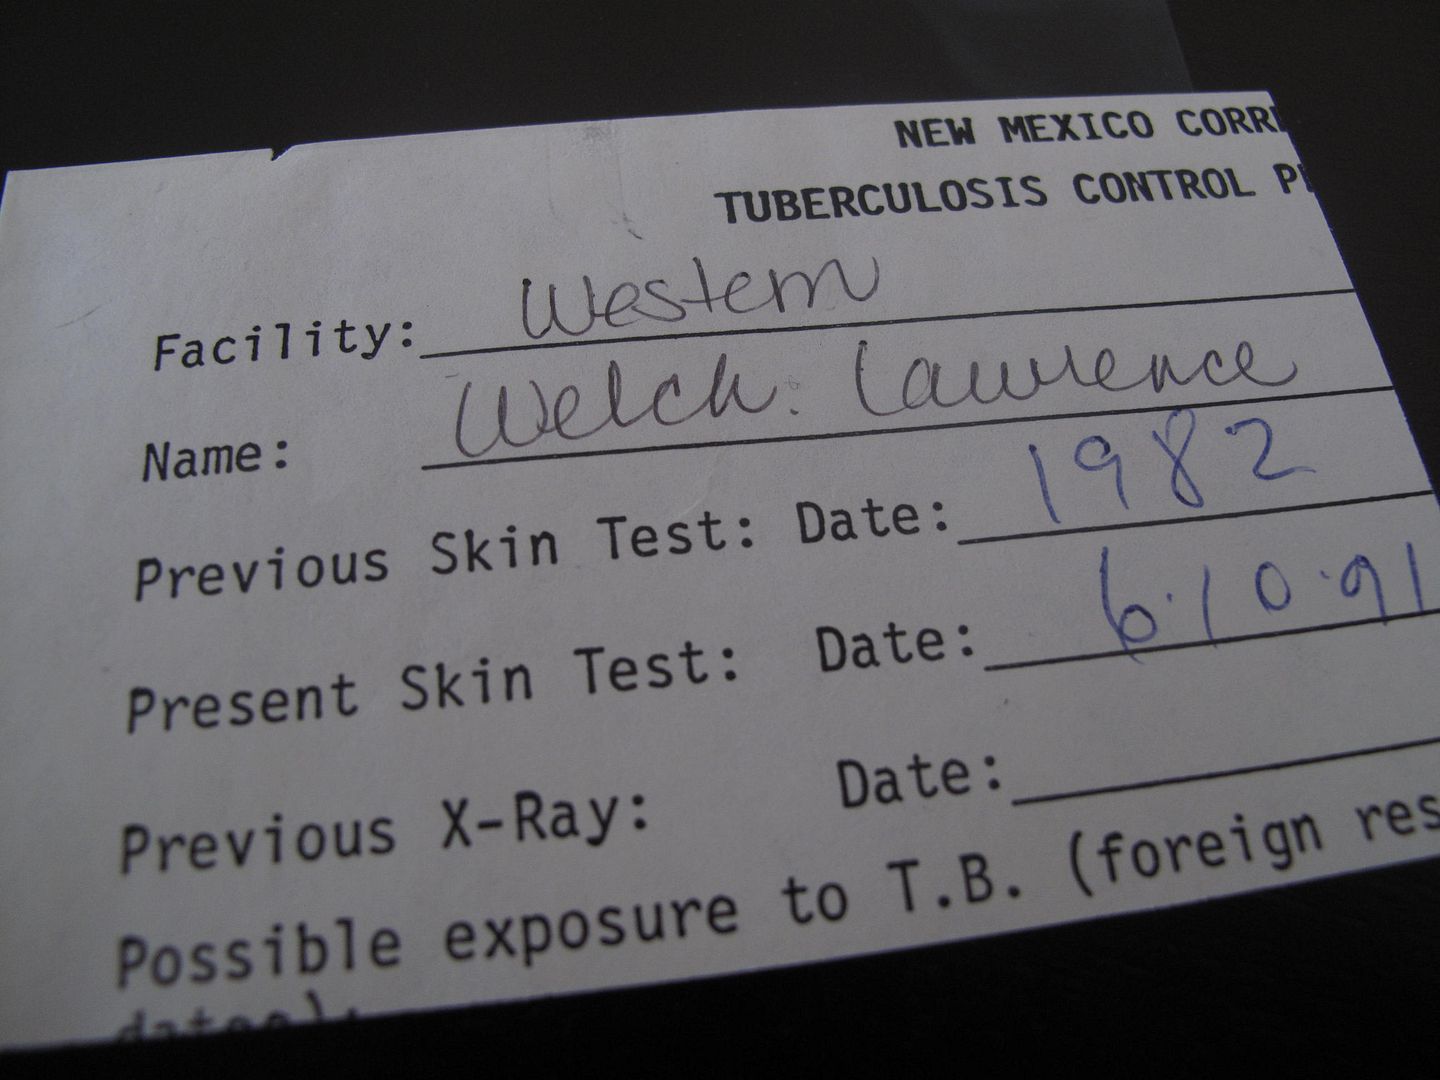 NEW MEXICO CORR
TUBERCULOSIS CONTROL P
Facility: Western
Name: Welch. Lawrence
Previous Skin Test: Date: 1982
Present Skin Test: Date: 6.10.91
Previous X-Ray: Date:
Possible exposure to T.B. (foreign res
dates):